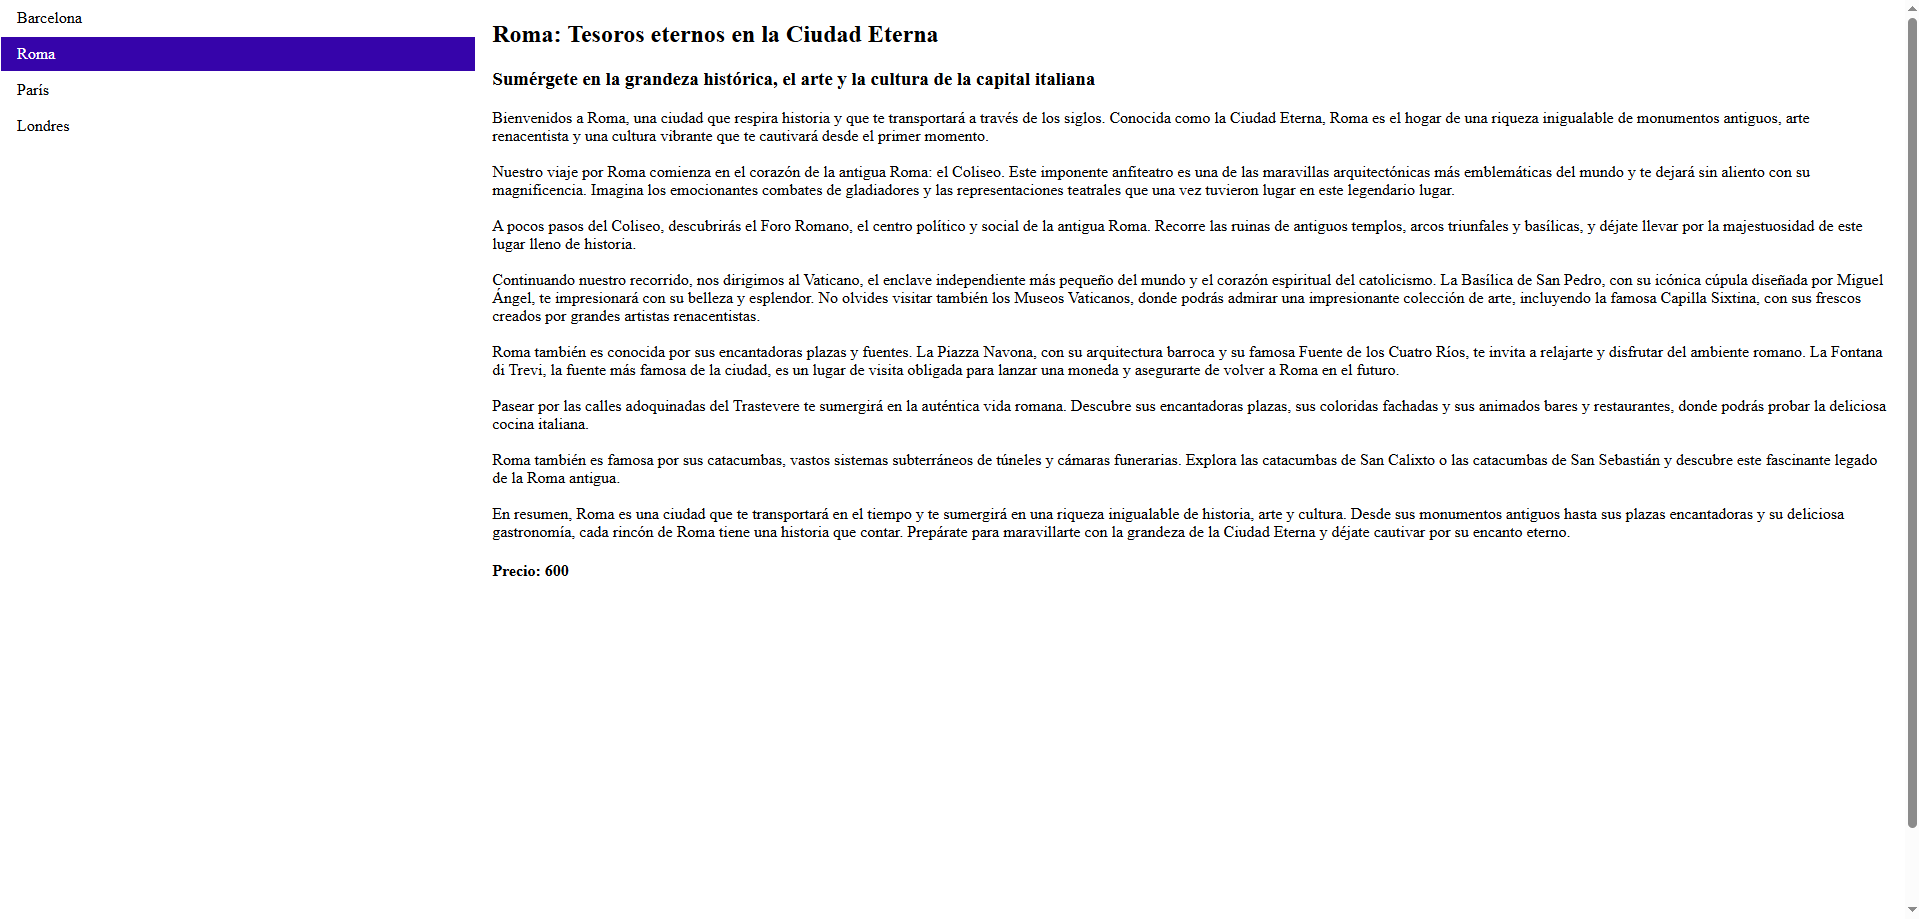 Barcelona
Roma
París
Londres
Roma: Tesoros eternos en la Ciudad Eterna
Sumérgete en la grandeza histórica, el arte y la cultura de la capital italiana
Bienvenidos a Roma, una ciudad que respira historia y que te transportará a través de los siglos. Conocida como la Ciudad Eterna, Roma es el hogar de una riqueza inigualable de monumentos antiguos, arte
renacentista y una cultura vibrante que te cautivará desde el primer momento.
Nuestro viaje por Roma comienza en el corazón de la antigua Roma: el Coliseo. Este imponente anfiteatro es una de las maravillas arquitectónicas más emblemáticas del mundo y te dejará sin aliento con su
magnificencia. Imagina los emocionantes combates de gladiadores y las representaciones teatrales que una vez tuvieron lugar en este legendario lugar.
A pocos pasos del Coliseo, descubrirás el Foro Romano, el centro político y social de la antigua Roma. Recorre las ruinas de antiguos templos, arcos triunfales y basílicas, y déjate llevar por la majestuosidad de este
lugar lleno de historia.
Continuando nuestro recorrido, nos dirigimos al Vaticano, el enclave independiente más pequeño del mundo y el corazón espiritual del catolicismo. La Basílica de San Pedro, con su icónica cúpula diseñada por Miguel
Ángel, te impresionará con su belleza y esplendor. No olvides visitar también los Museos Vaticanos, donde podrás admirar una impresionante colección de arte, incluyendo la famosa Capilla Sixtina, con sus frescos
creados por grandes artistas renacentistas.
Roma también es conocida por sus encantadoras plazas y fuentes. La Piazza Navona, con su arquitectura barroca y su famosa Fuente de los Cuatro Ríos, te invita a relajarte y disfrutar del ambiente romano. La Fontana
di Trevi, la fuente más famosa de la ciudad, es un lugar de visita obligada para lanzar una moneda y asegurarte de volver a Roma en el futuro.
Pasear por las calles adoquinadas del Trastevere te sumergirá en la auténtica vida romana. Descubre sus encantadoras plazas, sus coloridas fachadas y sus animados bares y restaurantes, donde podrás probar la deliciosa
cocina italiana.
Roma también es famosa por sus catacumbas, vastos sistemas subterráneos de túneles y cámaras funerarias. Explora las catacumbas de San Calixto o las catacumbas de San Sebastián y descubre este fascinante legado
de la Roma antigua.
En resumen, Roma es una ciudad que te transportará en el tiempo y te sumergirá en una riqueza inigualable de historia, arte y cultura. Desde sus monumentos antiguos hasta sus plazas encantadoras y su deliciosa
gastronomía, cada rincón de Roma tiene una historia que contar. Prepárate para maravillarte con la grandeza de la Ciudad Eterna y déjate cautivar por su encanto eterno.
Precio: 600